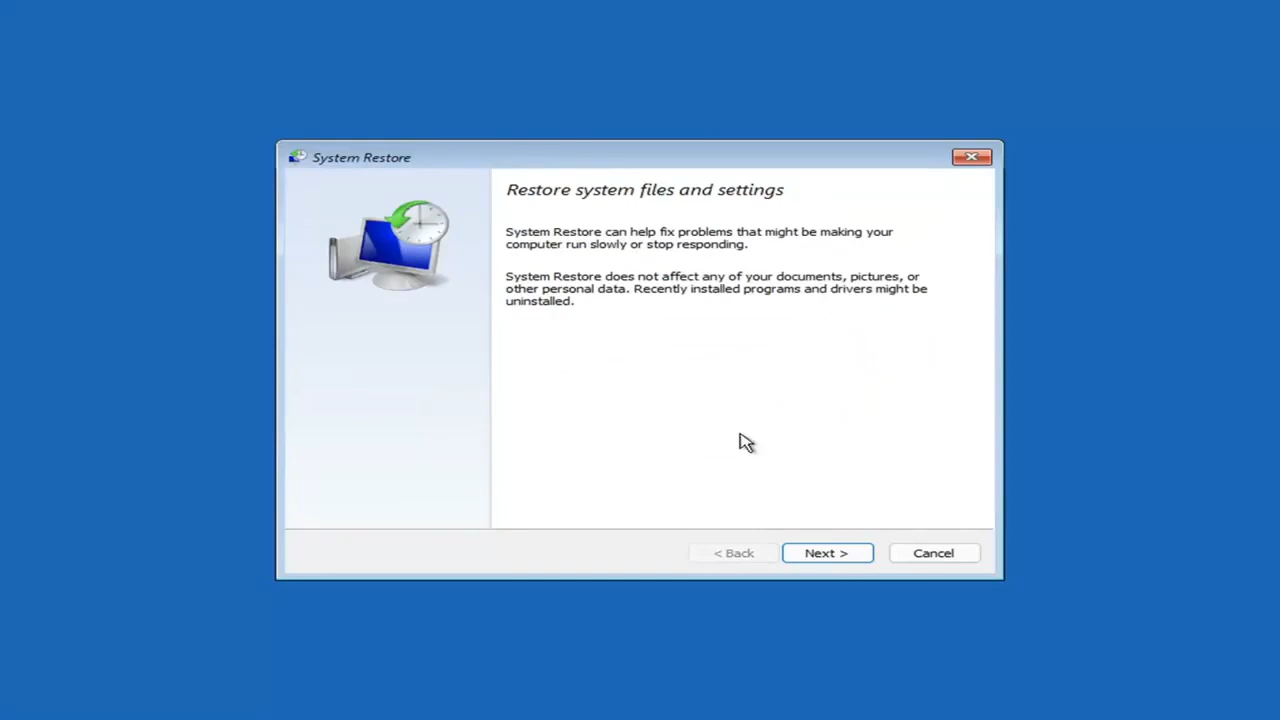 System Restore
Restore system files and settings
System Restore can help fix problems that might be making your
computer run slowly or stop responding.
System Restore does not affect any of your documents, pictures, or
other personal data. Recently installed programs and drivers might be
uninstalled.
< Back
Next >
Cancel